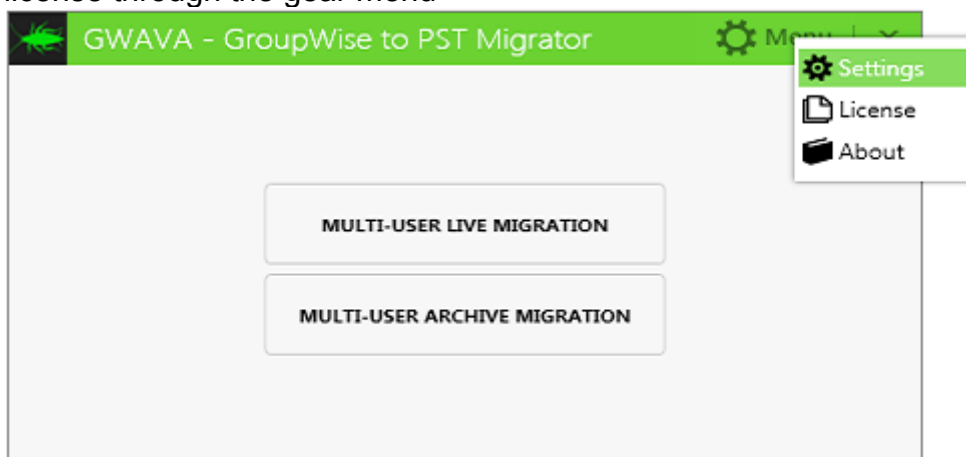 license through the gear menu
GWAVA - GroupWise to PST Migrator
Menu
Settings
License
About
MULTI-USER LIVE MIGRATION
MULTI-USER ARCHIVE MIGRATION